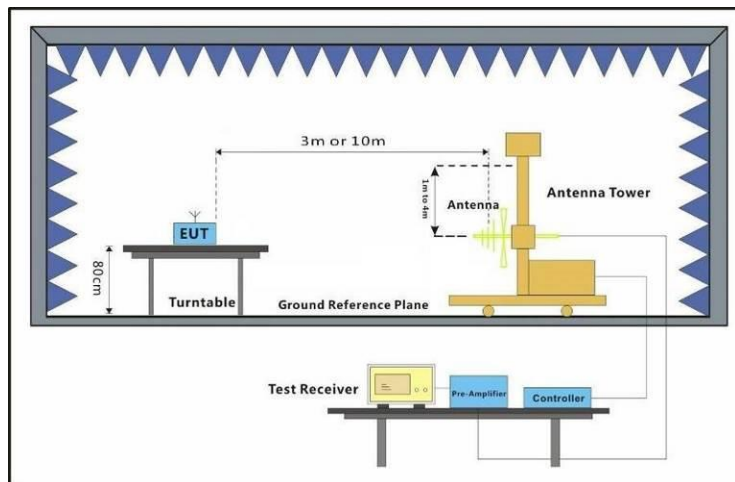 3m or 10m
1m to 4m
Antenna
Antenna Tower
EUT
80cm
Turntable
Ground Reference Plane
Test Receiver
Pre-Amplifier
Controller